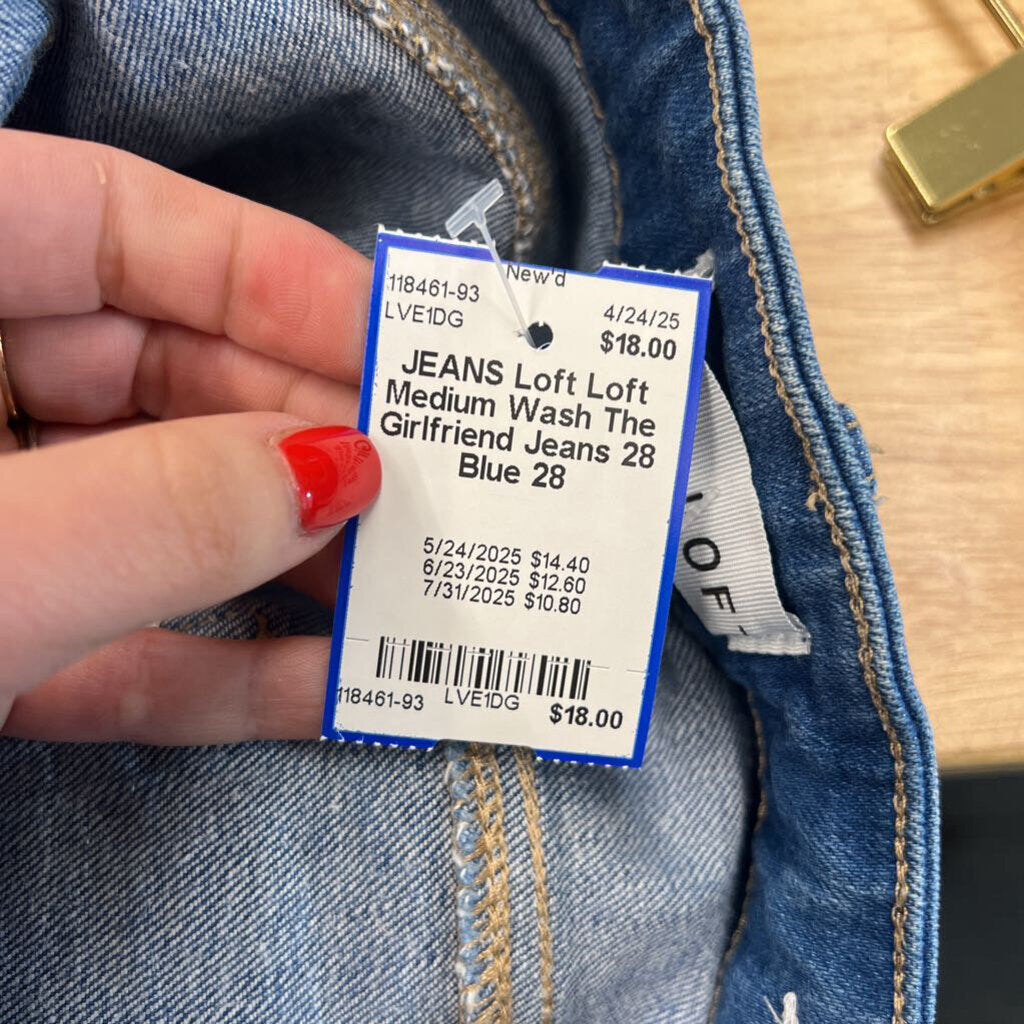 New'd
118461-93
LVE1DG
4/24/25
$18.00
JEANS Loft Loft
Medium Wash The
Girlfriend Jeans 28
Blue 28
5/24/2025 $14.40
6/23/2025 $12.60
7/31/2025 $10.80
118461-93 LVE1DG $18.00
LOFT